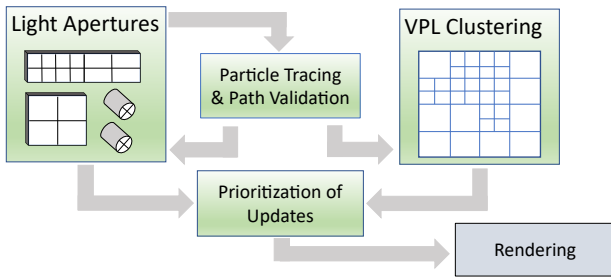 Light Apertures
VPL Clustering
Particle Tracing
& Path Validation
Prioritization of
Updates
Rendering